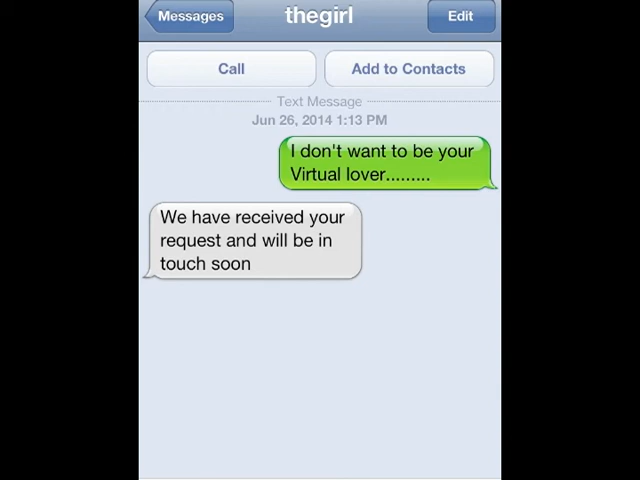 Messages
thegirl
Edit
Call
Add to Contacts
Text Message
Jun 26, 2014 1:13 PM
I don't want to be your
Virtual lover.........
We have received your
request and will be in
touch soon